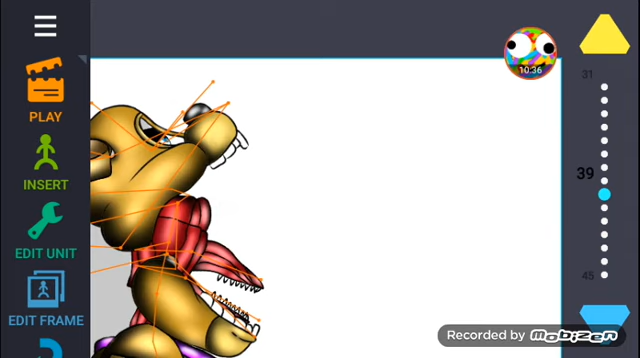 PLAY
INSERT
EDIT UNIT
EDIT FRAME
10:36
31
39
45
Recorded by Mobizen